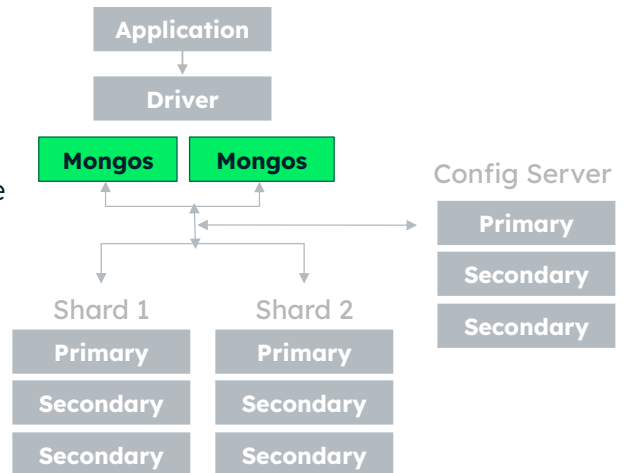 Application
Driver
Mongos Mongos
e
Config Server
Primary
Secondary
Secondary
Shard 1 Shard 2
Primary Primary
Secondary Secondary
Secondary Secondary